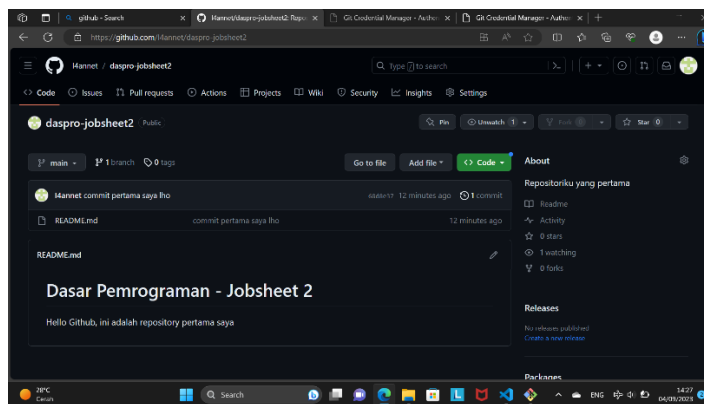 github - Search
l4annet/daspro-jobsheet2: Repo
Git Credential Manager - Author
Git Credential Manager - Author
https://github.com/l4annet/daspro-jobsheet2
l4annet / daspro-jobsheet2
Type / to search
Code
Issues
Pull requests
Actions
Projects
Wiki
Security
Insights
Settings
daspro-jobsheet2 Public
Pin
Unwatch 1
Fork 0
Star 0
main
1 branch
0 tags
Go to file
Add file
Code
l4annet commit pertama saya lho
12 minutes ago
1 commit
README.md
commit pertama saya lho
12 minutes ago
README.md
Dasar Pemrograman - Jobsheet 2
Hello Github, ini adalah repository pertama saya
About
Repositoriku yang pertama
Readme
Activity
0 stars
1 watching
0 forks
Releases
No releases published
Create a new release
Packages
28°C
Cerah
Search
ENG
14:27
04/09/2023